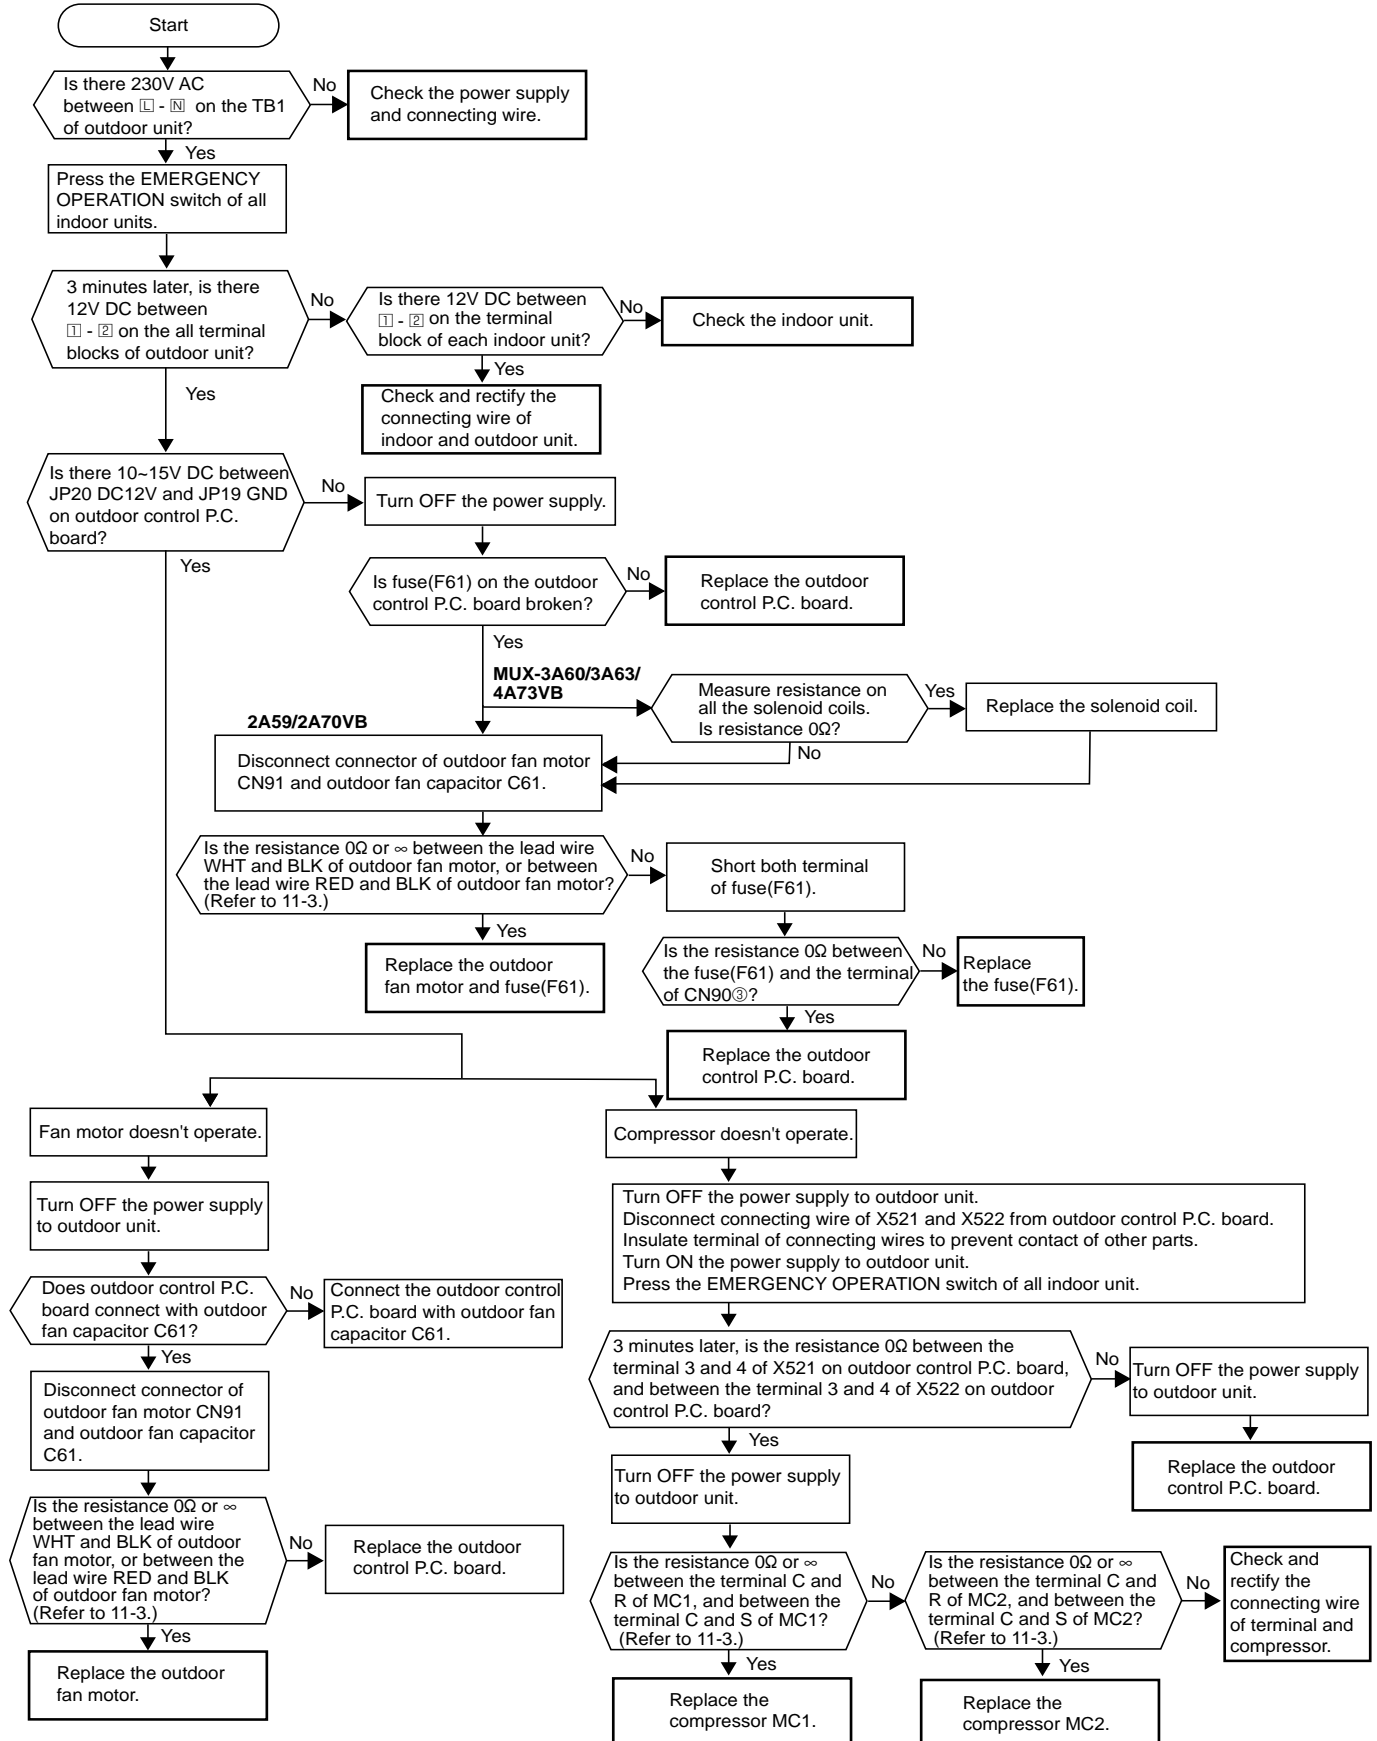 Start
Is there 230V AC
between L - N on the TB1
of outdoor unit?
No
Check the power supply
and connecting wire.
Yes
Press the EMERGENCY
OPERATION switch of all
indoor units.
3 minutes later, is there
12V DC between
1 - 2 on the all terminal
blocks of outdoor unit?
No
Is there 12V DC between
1 - 2 on the terminal
block of each indoor unit?
No
Check the indoor unit.
Yes
Check and rectify the
connecting wire of
indoor and outdoor unit.
Yes
Is there 10~15V DC between
JP20 DC12V and JP19 GND
on outdoor control P.C.
board?
No
Turn OFF the power supply.
Yes
Is fuse(F61) on the outdoor
control P.C. board broken?
No
Replace the outdoor
control P.C. board.
Yes
MUX-3A60/3A63/
4A73VB
Measure resistance on
all the solenoid coils.
Is resistance 0Ω?
Yes
Replace the solenoid coil.
No
2A59/2A70VB
Disconnect connector of outdoor fan motor
CN91 and outdoor fan capacitor C61.
Is the resistance 0Ω or ∞ between the lead wire
WHT and BLK of outdoor fan motor, or between
the lead wire RED and BLK of outdoor fan motor?
(Refer to 11-3.)
No
Short both terminal
of fuse(F61).
Yes
Replace the outdoor
fan motor and fuse(F61).
Is the resistance 0Ω between
the fuse(F61) and the terminal
of CN90③?
No
Replace
the fuse(F61).
Yes
Replace the outdoor
control P.C. board.
Fan motor doesn't operate.
Turn OFF the power supply
to outdoor unit.
Does outdoor control P.C.
board connect with outdoor
fan capacitor C61?
No
Connect the outdoor control
P.C. board with outdoor fan
capacitor C61.
Yes
Disconnect connector of
outdoor fan motor CN91
and outdoor fan capacitor
C61.
Is the resistance 0Ω or ∞
between the lead wire
WHT and BLK of outdoor
fan motor, or between the
lead wire RED and BLK
of outdoor fan motor?
(Refer to 11-3.)
No
Replace the outdoor
control P.C. board.
Yes
Replace the outdoor
fan motor.
Compressor doesn't operate.
Turn OFF the power supply to outdoor unit.
Disconnect connecting wire of X521 and X522 from outdoor control P.C. board.
Insulate terminal of connecting wires to prevent contact of other parts.
Turn ON the power supply to outdoor unit.
Press the EMERGENCY OPERATION switch of all indoor unit.
3 minutes later, is the resistance 0Ω between the
terminal 3 and 4 of X521 on outdoor control P.C. board,
and between the terminal 3 and 4 of X522 on outdoor
control P.C. board?
No
Turn OFF the power supply
to outdoor unit.
Replace the outdoor
control P.C. board.
Yes
Turn OFF the power supply
to outdoor unit.
Is the resistance 0Ω or ∞
between the terminal C and
R of MC1, and between the
terminal C and S of MC1?
(Refer to 11-3.)
No
Is the resistance 0Ω or ∞
between the terminal C and
R of MC2, and between the
terminal C and S of MC2?
(Refer to 11-3.)
No
Check and
rectify the
connecting wire
of terminal and
compressor.
Yes
Replace the
compressor MC1.
Yes
Replace the
compressor MC2.